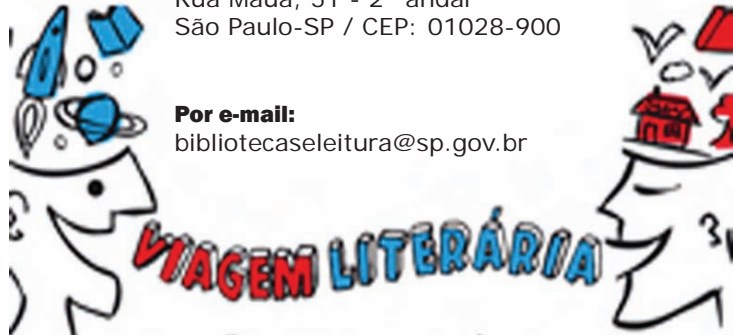 Rua Mauá, 51 - 2º andar
São Paulo-SP / CEP: 01028-900
Por e-mail:
bibliotecaseleitura@sp.gov.br
VIAGEM LITERÁRIA